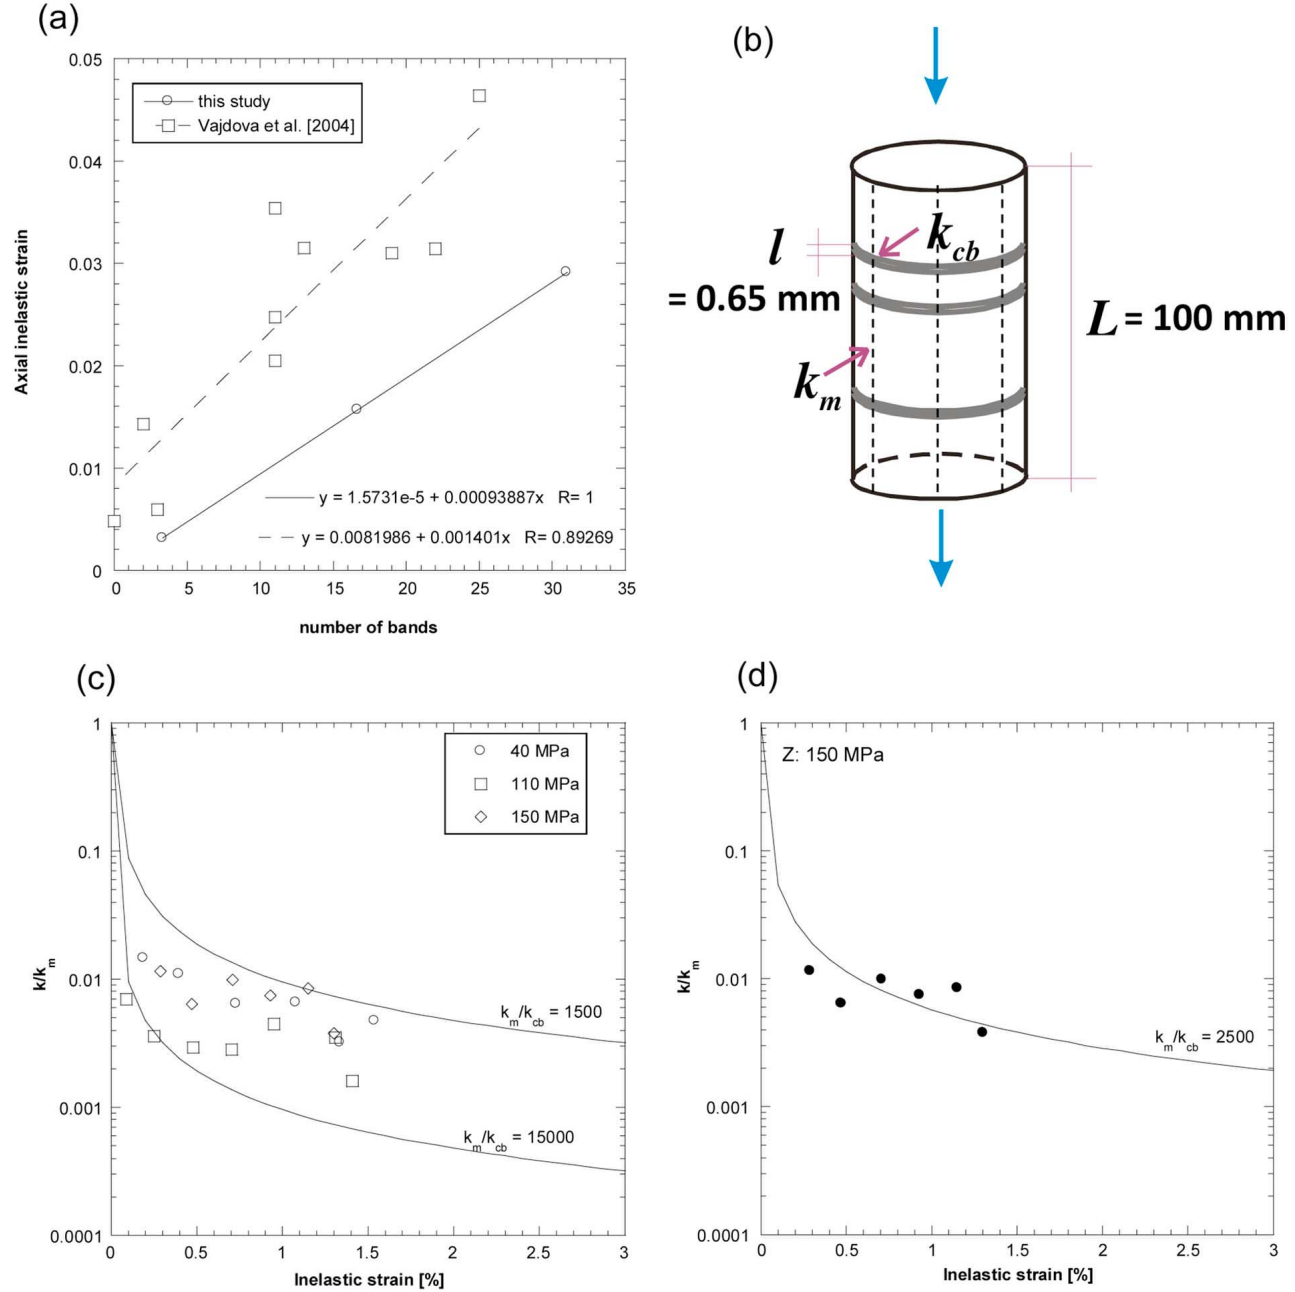 (a)
0.05
0.04
0.03
0.02
0.01
0
Axial inelastic strain
this study
Vajdova et al. [2004]
y = 1.5731e-5 + 0.00093887x R= 1
y = 0.0081986 + 0.001401x R= 0.89269
0 5 10 15 20 25 30 35
number of bands
(b)
l
= 0.65 mm
k_cb
k_m
L = 100 mm
(c)
1
0.1
0.01
0.001
0.0001
k/k_m
40 MPa
110 MPa
150 MPa
k_m/k_cb = 1500
k_m/k_cb = 15000
0 0.5 1 1.5 2 2.5 3
Inelastic strain [%]
(d)
1
0.1
0.01
0.001
0.0001
k/k_m
Z: 150 MPa
k_m/k_cb = 2500
0 0.5 1 1.5 2 2.5 3
Inelastic strain [%]